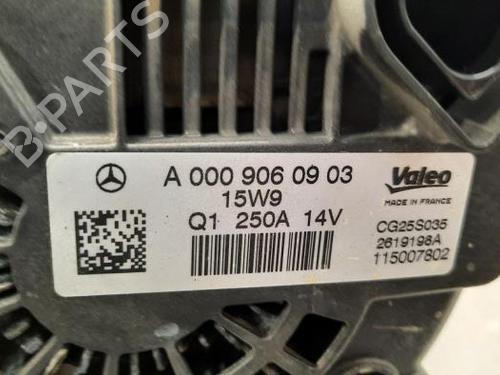 B-PARTS
A 000 906 09 03
15W9
Q1 250A 14V
Valeo
MADE IN FRANCE
CG25S035
2619198A
115007802